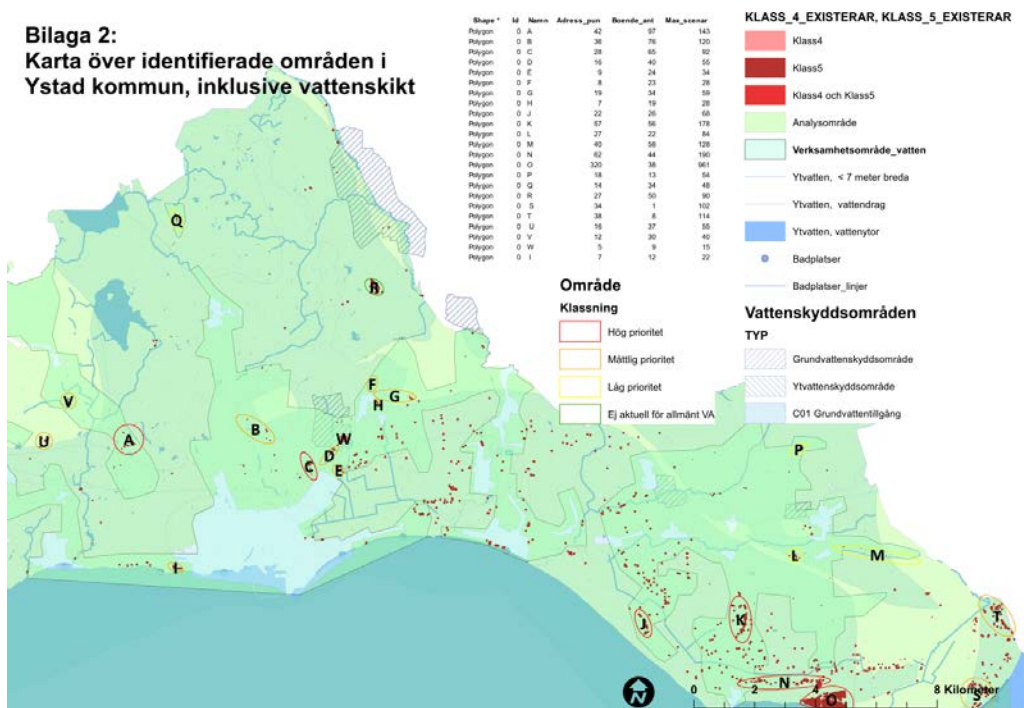 Bilaga 2:
Karta över identifierade områden i
Ystad kommun, inklusive vattenskikt
Shape * Id Namn Adress_pun Boende_ant Max_scenar
Polygon 0 A 42 97 143
Polygon 0 B 36 76 120
Polygon 0 C 28 65 92
Polygon 0 D 16 40 55
Polygon 0 E 9 24 34
Polygon 0 F 8 23 28
Polygon 0 G 19 34 59
Polygon 0 H 7 19 28
Polygon 0 J 22 26 68
Polygon 0 K 67 56 178
Polygon 0 L 27 22 84
Polygon 0 M 40 58 128
Polygon 0 N 62 44 190
Polygon 0 O 320 38 961
Polygon 0 P 18 13 54
Polygon 0 Q 14 34 48
Polygon 0 R 27 50 90
Polygon 0 S 34 1 102
Polygon 0 T 38 8 114
Polygon 0 U 16 37 55
Polygon 0 V 12 30 40
Polygon 0 W 5 9 15
Polygon 0 I 7 12 22
KLASS_4_EXISTERAR, KLASS_5_EXISTERAR
Klass4
Klass5
Klass4 och Klass5
Analysområde
Verksamhetsområde_vatten
Ytvatten, < 7 meter breda
Ytvatten, vattendrag
Ytvatten, vattenytor
Badplatser
Badplatser_linjer
Område
Klassning
Hög prioritet
Måttlig prioritet
Låg prioritet
Ej aktuell för allmänt VA
Vattenskyddsområden
TYP
Grundvattenskyddsområde
Ytvattenskyddsområde
C01 Grundvattentillgång
Q
R
F
G
H
V
B
U
A
W
D
C
E
P
L
M
I
J
K
T
N
O
S
N
0 2 4 8 Kilometer